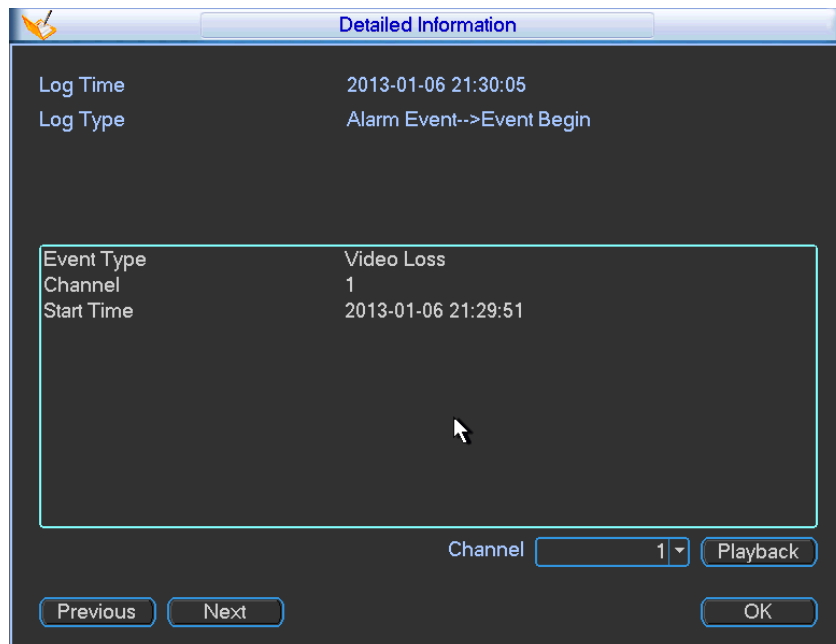 Detailed Information
Log Time 2013-01-06 21:30:05
Log Type Alarm Event-->Event Begin
Event Type Video Loss
Channel 1
Start Time 2013-01-06 21:29:51
Channel 1 Playback
Previous Next OK